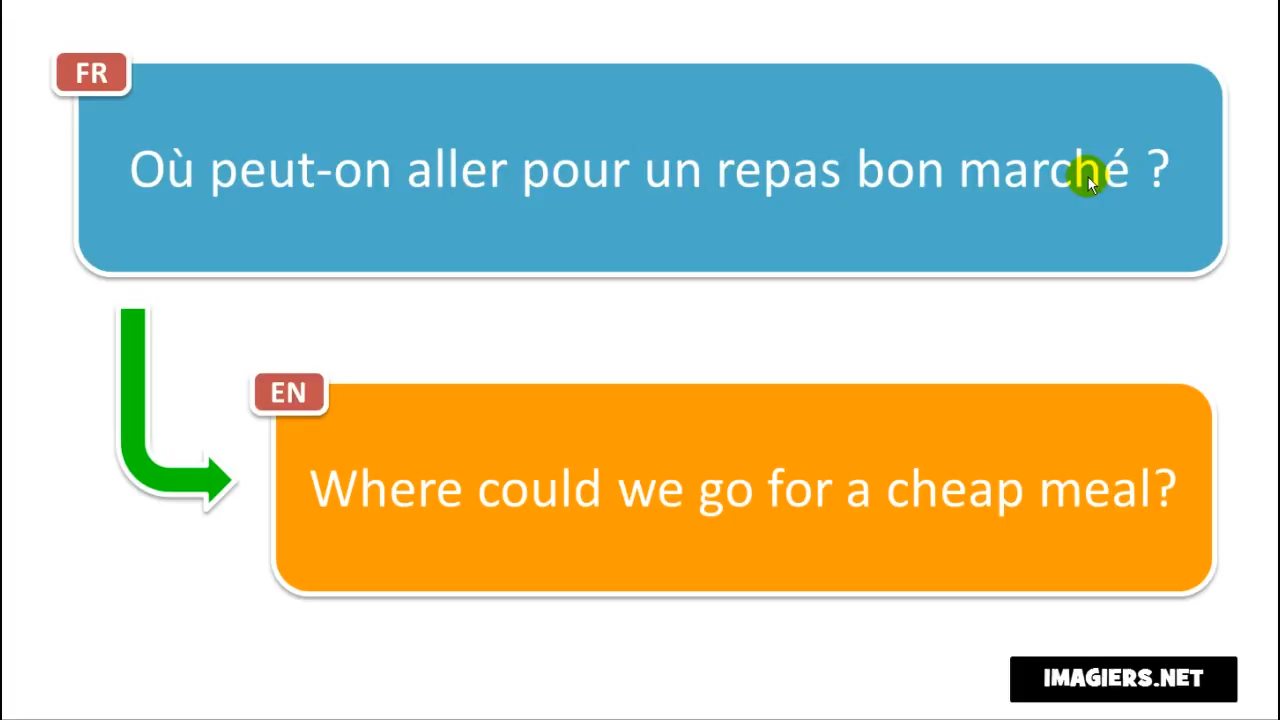 FR
Où peut-on aller pour un repas bon marché ?
EN
Where could we go for a cheap meal?
IMAGIERS.NET